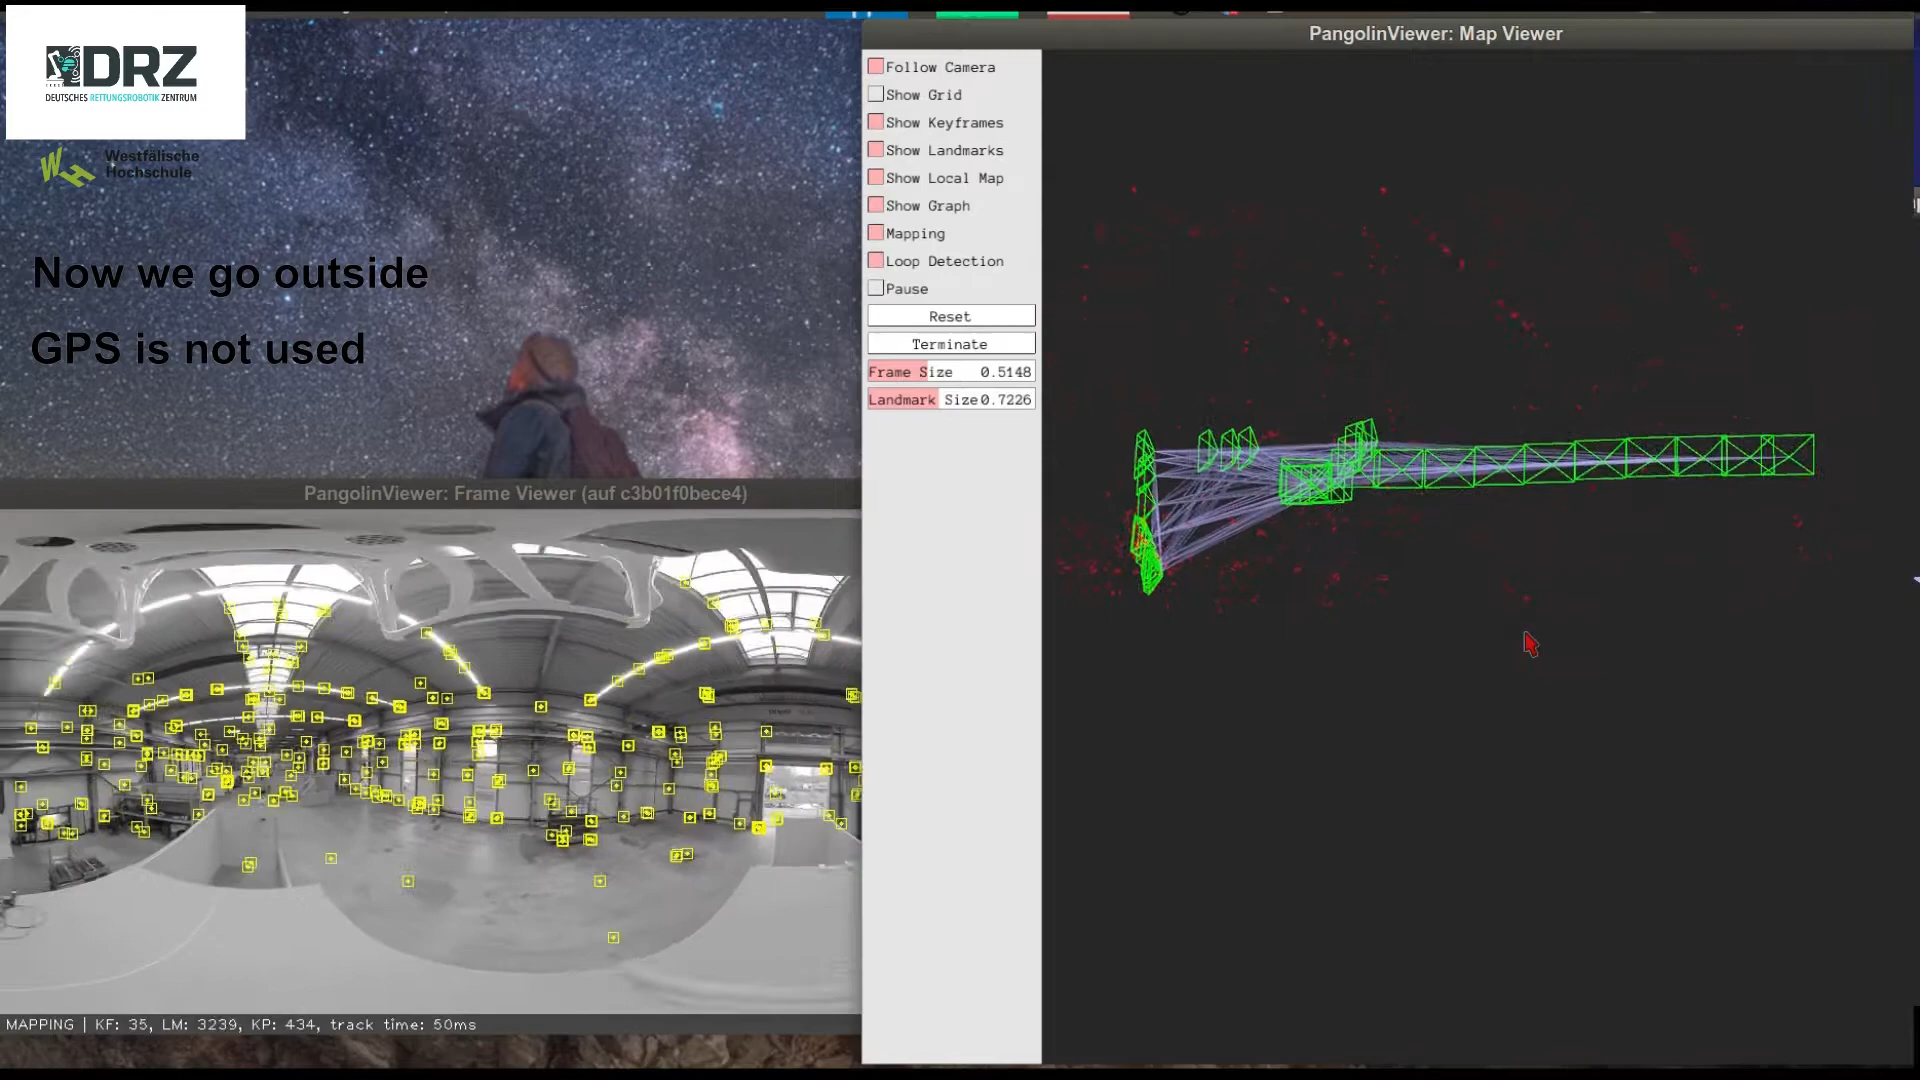 DRZ
DEUTSCHES RETTUNGSROBOTIK ZENTRUM
Westfälische
Hochschule
Now we go outside
GPS is not used
PangolinViewer: Frame Viewer (auf c3b01f0bece4)
MAPPING | KF: 35, LM: 3239, KP: 434, track time: 50ms
PangolinViewer: Map Viewer
Follow Camera
Show Grid
Show Keyframes
Show Landmarks
Show Local Map
Show Graph
Mapping
Loop Detection
Pause
Reset
Terminate
Frame Size 0.5148
Landmark Size 0.7226